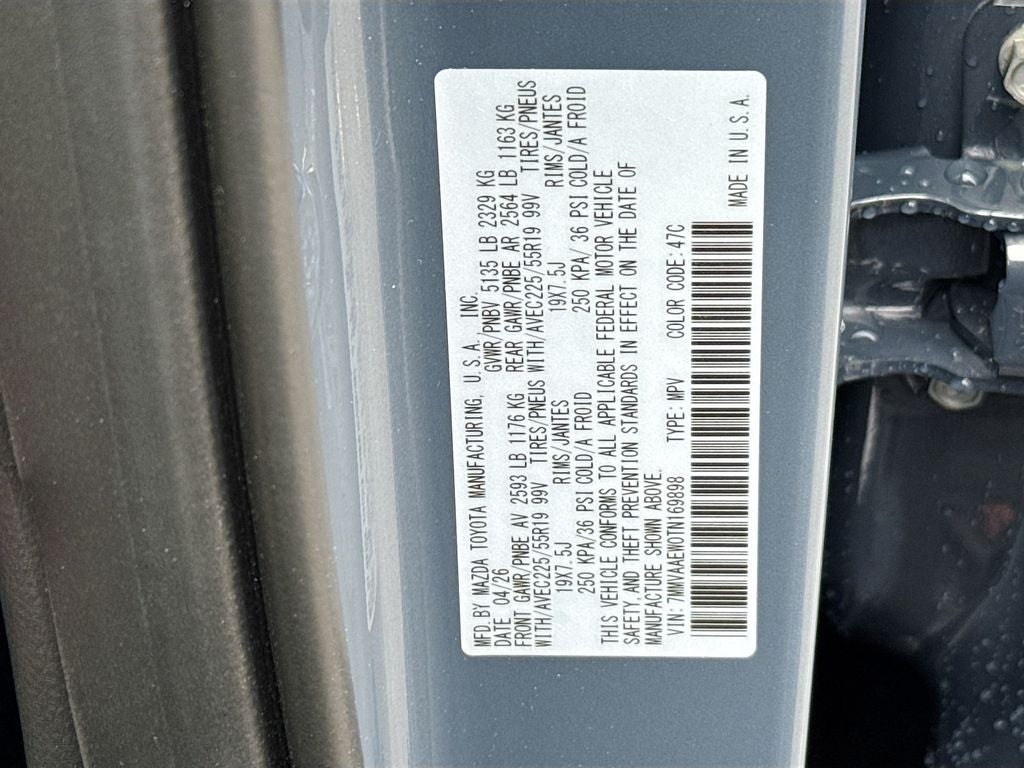 MFD. BY MAZDA TOYOTA MANUFACTURING, U.S.A., INC.
DATE 04/26 GVWR/PNBV 5135 LB 2329 KG
FRONT GAWR/PNBE AV 2593 LB 1176 KG REAR GAWR/PNBE AR 2564 LB 1163 KG
WITH/AVEC225/55R19 99V TIRES/PNEUS WITH/AVEC225/55R19 99V TIRES/PNEUS
19X7.5J RIMS/JANTES 19X7.5J RIMS/JANTES
250 KPA/36 PSI COLD/A FROID 250 KPA/36 PSI COLD/A FROID
THIS VEHICLE CONFORMS TO ALL APPLICABLE FEDERAL MOTOR VEHICLE
SAFETY AND THEFT PREVENTION STANDARDS IN EFFECT ON THE DATE OF
MANUFACTURE SHOWN ABOVE.
VIN: 7MMVAAEW0TN169898 TYPE: MPV COLOR CODE: 47C
MADE IN U.S.A.